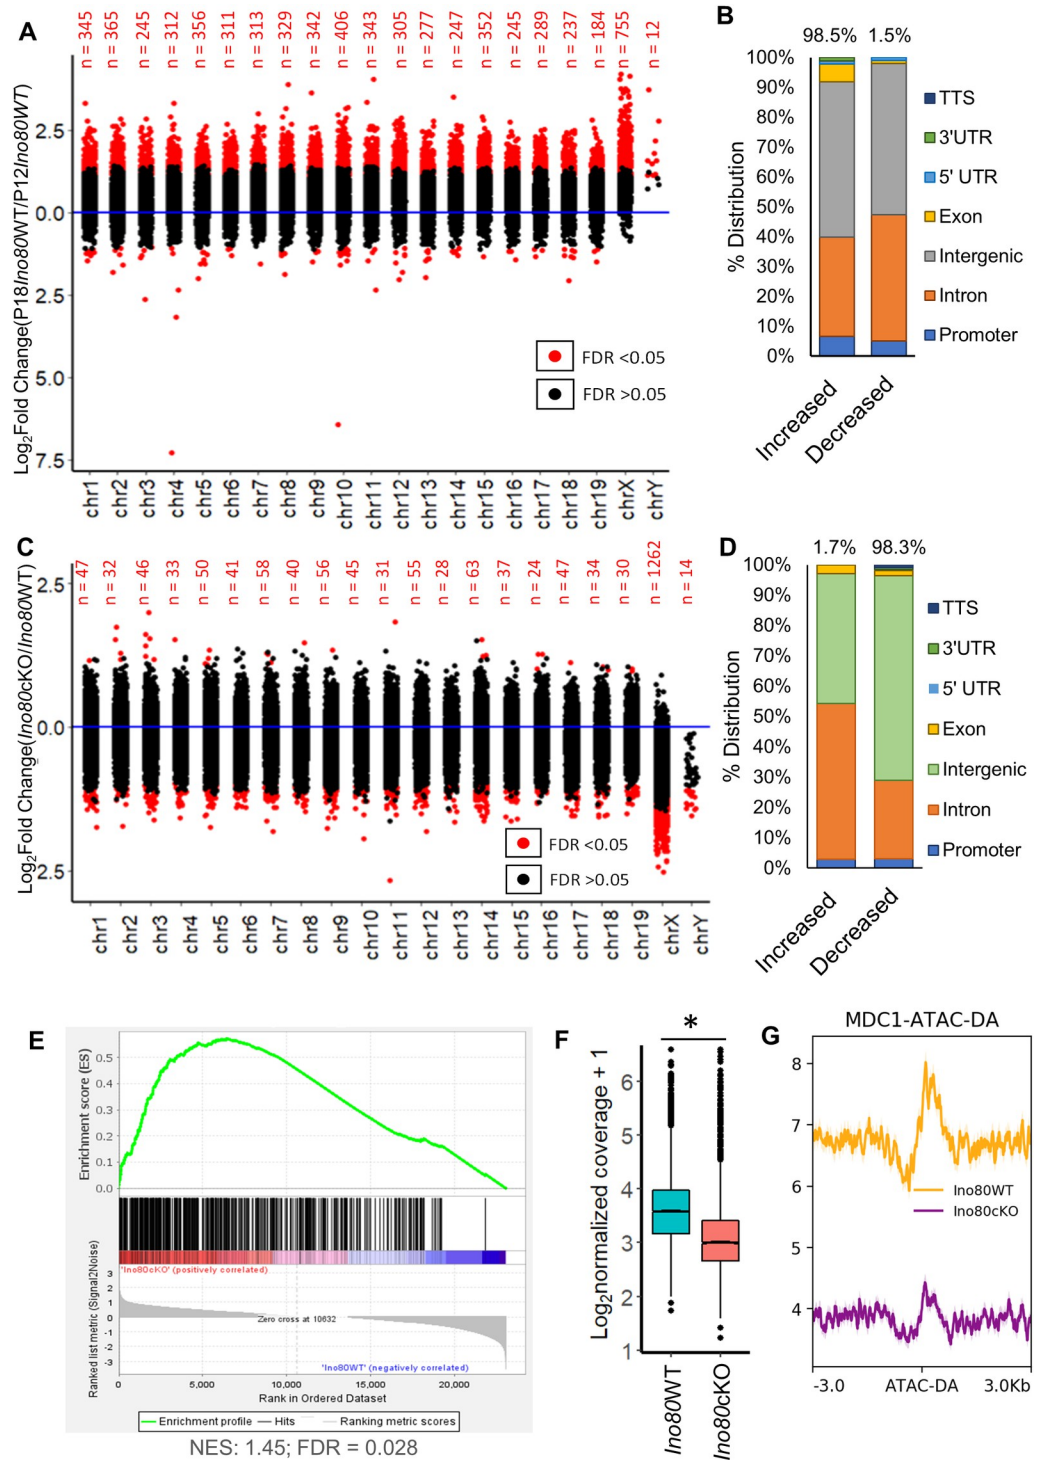 A
n = 345
n = 365
n = 245
n = 312
n = 356
n = 311
n = 313
n = 329
n = 342
n = 406
n = 343
n = 305
n = 277
n = 247
n = 352
n = 245
n = 289
n = 237
n = 184
n = 755
n = 12
Log2Fold Change(P18Ino80WT/P12Ino80WT)
2.5
0.0
2.5
5.0
7.5
FDR <0.05
FDR >0.05
chr1
chr2
chr3
chr4
chr5
chr6
chr7
chr8
chr9
chr10
chr11
chr12
chr13
chr14
chr15
chr16
chr17
chr18
chr19
chrX
chrY
B
98.5% 1.5%
% Distribution
100%
90%
80%
70%
60%
50%
40%
30%
20%
10%
0%
TTS
3'UTR
5' UTR
Exon
Intergenic
Intron
Promoter
Increased
Decreased
C
n = 47
n = 32
n = 46
n = 33
n = 50
n = 41
n = 58
n = 40
n = 56
n = 45
n = 31
n = 55
n = 28
n = 63
n = 37
n = 24
n = 47
n = 34
n = 30
n = 1262
n = 14
Log2Fold Change(Ino80cKO/Ino80WT)
2.5
0.0
2.5
FDR <0.05
FDR >0.05
chr1
chr2
chr3
chr4
chr5
chr6
chr7
chr8
chr9
chr10
chr11
chr12
chr13
chr14
chr15
chr16
chr17
chr18
chr19
chrX
chrY
D
1.7% 98.3%
% Distribution
100%
90%
80%
70%
60%
50%
40%
30%
20%
10%
0%
TTS
3'UTR
5' UTR
Exon
Intergenic
Intron
Promoter
Increased
Decreased
E
Enrichment score (ES)
0.5
0.4
0.3
0.2
0.1
0.0
Ranked list metric (Signal2Noise)
'Ino80cKO' (positively correlated)
3
2
1
0
-1
-2
-3
Zero cross at 10632
'Ino80WT' (negatively correlated)
0 5,000 10,000 15,000 20,000
Rank in Ordered Dataset
Enrichment profile Hits Ranking metric scores
NES: 1.45; FDR = 0.028
F
*
Log2normalized coverage + 1
6
5
4
3
2
1
Ino80WT
Ino80cKO
G
MDC1-ATAC-DA
8
7
6
5
4
Ino80WT
Ino80cKO
-3.0 ATAC-DA 3.0Kb